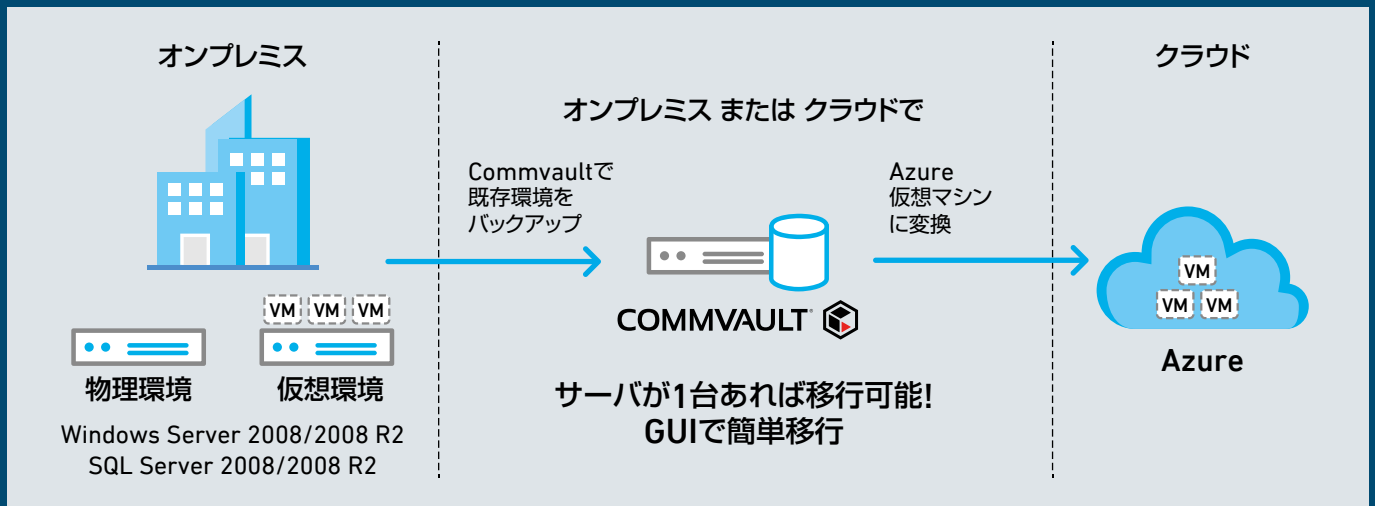 オンプレミス
VM VM VM
物理環境
仮想環境
Windows Server 2008/2008 R2
SQL Server 2008/2008 R2
オンプレミス または クラウドで
Commvaultで
既存環境を
バックアップ
Azure
仮想マシン
に変換
COMMVAULT
サーバが1台あれば移行可能!
GUIで簡単移行
クラウド
VM
VM VM
Azure